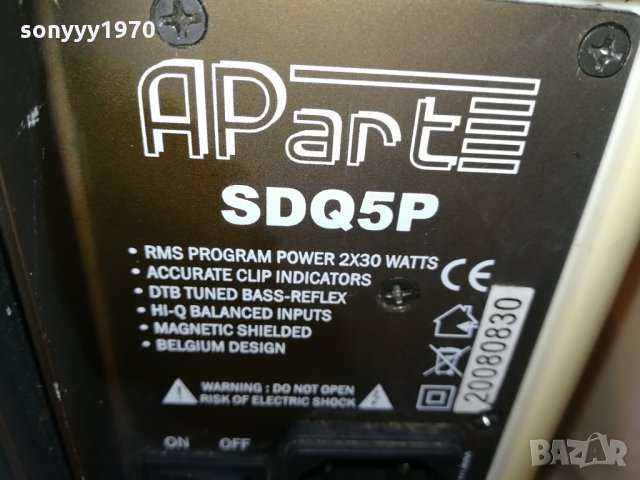 sonyyy1970
APart
SDQ5P
• RMS PROGRAM POWER 2X30 WATTS
• ACCURATE CLIP INDICATORS
• DTB TUNED BASS-REFLEX
• HI-Q BALANCED INPUTS
• MAGNETIC SHIELDED
• BELGIUM DESIGN
CE
20080830
WARNING : DO NOT OPEN
RISK OF ELECTRIC SHOCK
ON OFF
BAZAR